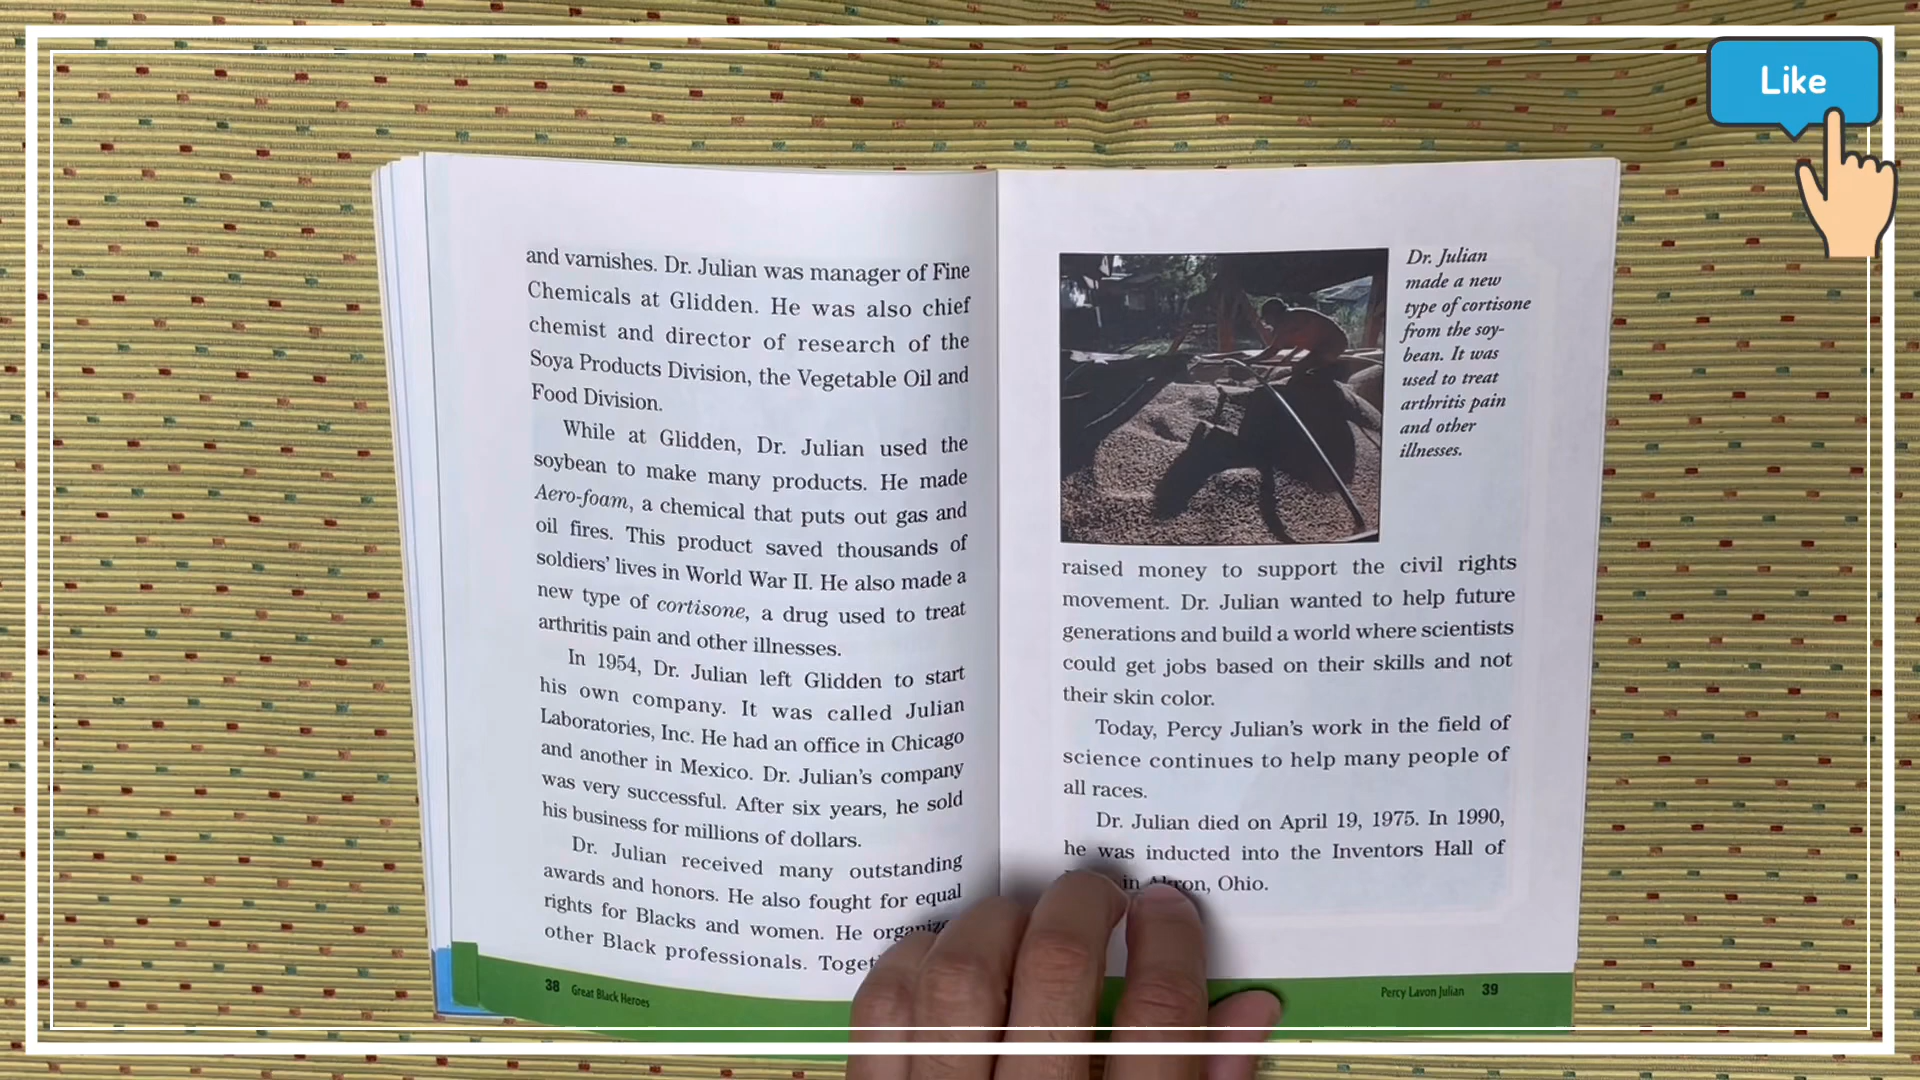 Like
and varnishes. Dr. Julian was manager of Fine
Chemicals at Glidden. He was also chief
chemist and director of research of the
Soya Products Division, the Vegetable Oil and
Food Division.
While at Glidden, Dr. Julian used the
soybean to make many products. He made
Aero-foam, a chemical that puts out gas and
oil fires. This product saved thousands of
soldiers' lives in World War II. He also made a
new type of cortisone, a drug used to treat
arthritis pain and other illnesses.
In 1954, Dr. Julian left Glidden to start
his own company. It was called Julian
Laboratories, Inc. He had an office in Chicago
and another in Mexico. Dr. Julian's company
was very successful. After six years, he sold
his business for millions of dollars.
Dr. Julian received many outstanding
awards and honors. He also fought for equal
rights for Blacks and women. He
other Black professionals.
38 Great Black Heroes
Dr. Julian
made a new
type of cortisone
from the soy-
bean. It was
used to treat
arthritis pain
and other
illnesses.
raised money to support the civil rights
movement. Dr. Julian wanted to help future
generations and build a world where scientists
could get jobs based on their skills and not
their skin color.
Today, Percy Julian's work in the field of
science continues to help many people of
all races.
Dr. Julian died on April 19, 1975. In 1990,
he was inducted into the Inventors Hall of
in Akron, Ohio.
Percy Lavon Julian 39